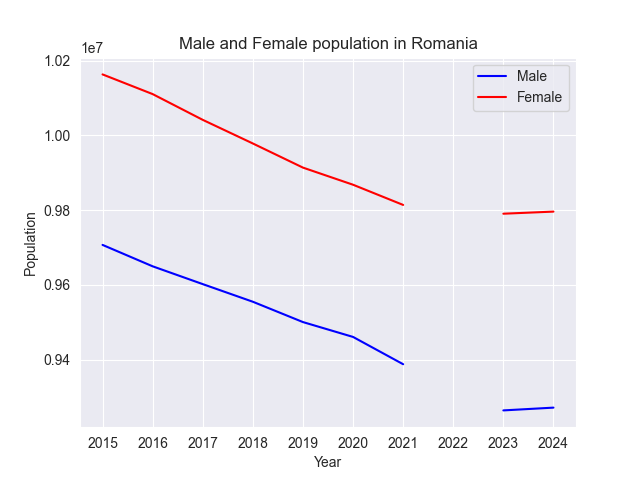 Male and Female population in Romania
1e7
1.02
1.00
0.98
0.96
0.94
Population
Male
Female
2015 2016 2017 2018 2019 2020 2021 2022 2023 2024
Year